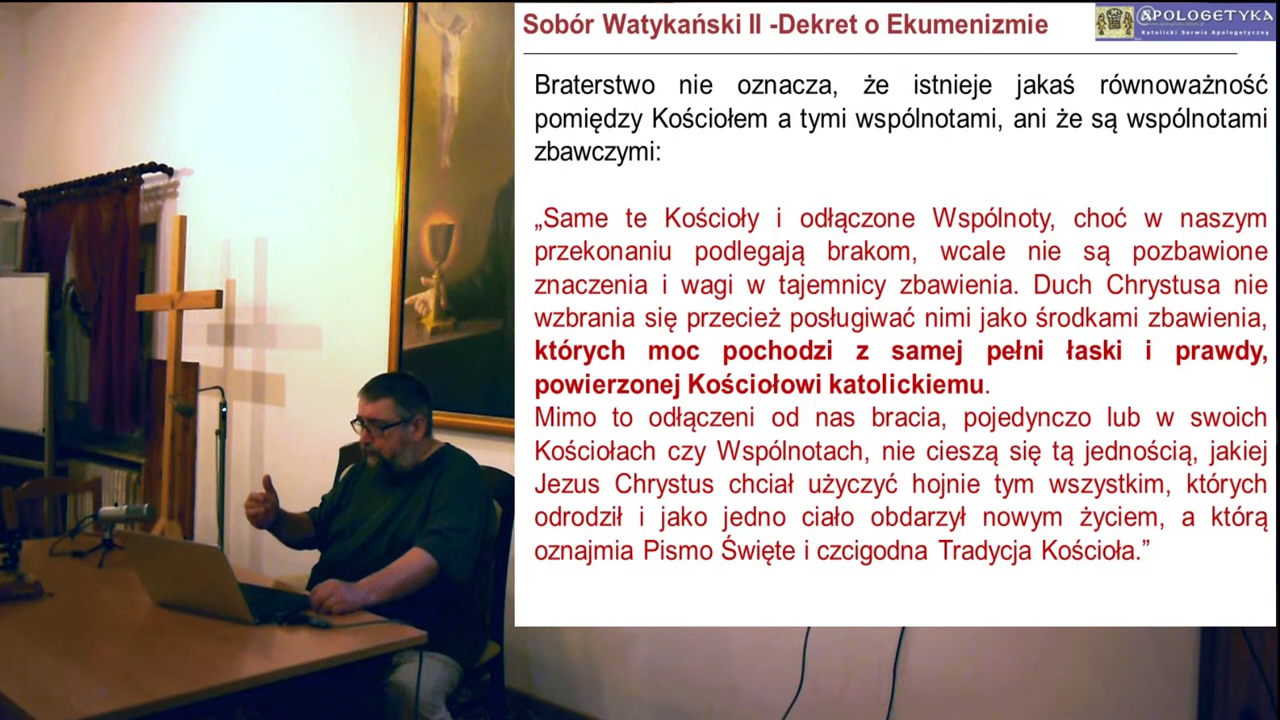 Sobór Watykański II -Dekret o Ekumenizmie
@POLOGETYKA
Katolicki Serwis Apologetyczny
Braterstwo nie oznacza, że istnieje jakaś równoważność
pomiędzy Kościołem a tymi wspólnotami, ani że są wspólnotami
zbawczymi:
„Same te Kościoły i odłączone Wspólnoty, choć w naszym
przekonaniu podlegają brakom, wcale nie są pozbawione
znaczenia i wagi w tajemnicy zbawienia. Duch Chrystusa nie
wzbrania się przecież posługiwać nimi jako środkami zbawienia,
których moc pochodzi z samej pełni łaski i prawdy,
powierzonej Kościołowi katolickiemu.
Mimo to odłączeni od nas bracia, pojedynczo lub w swoich
Kościołach czy Wspólnotach, nie cieszą się tą jednością, jakiej
Jezus Chrystus chciał użyczyć hojnie tym wszystkim, których
odrodził i jako jedno ciało obdarzył nowym życiem, a którą
oznajmia Pismo Święte i czcigodna Tradycja Kościoła.”